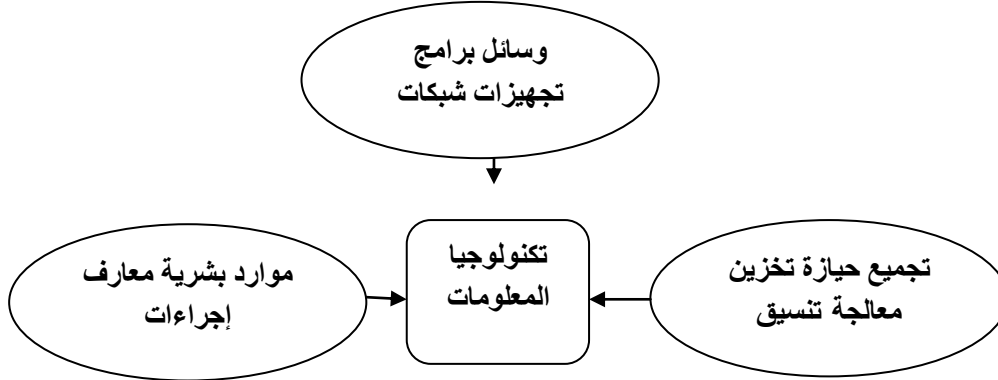 وسائل برامج
تجهيزات شبكات
تكنولوجيا
المعلومات
تجميع حيازة تخزين
معالجة تنسيق
موارد بشرية معارف
إجراءات